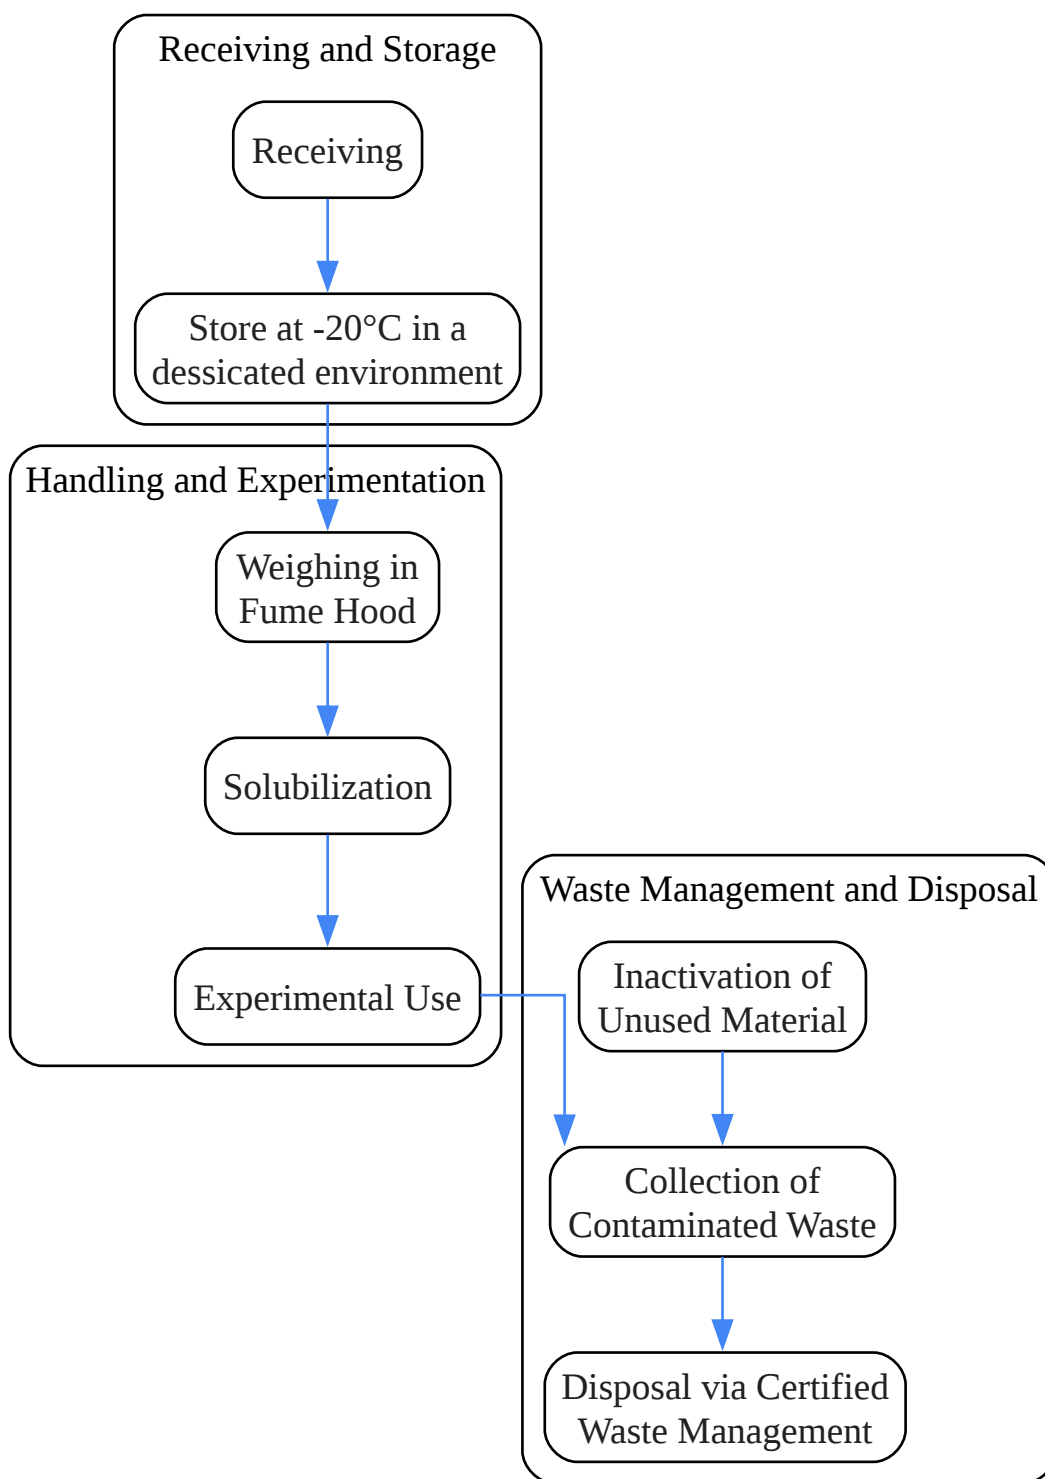 Receiving and Storage
Receiving
Store at -20°C in a
dessicated environment
Handling and Experimentation
Weighing in
Fume Hood
Solubilization
Experimental Use
Waste Management and Disposal
Inactivation of
Unused Material
Collection of
Contaminated Waste
Disposal via Certified
Waste Management